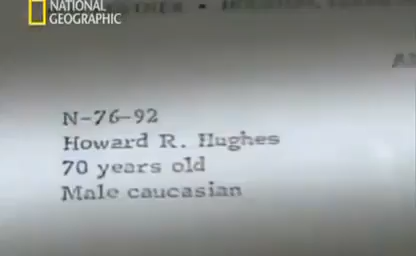 NATIONAL
GEOGRAPHIC
N-76-92
Howard R. Hughes
70 years old
Male caucasian